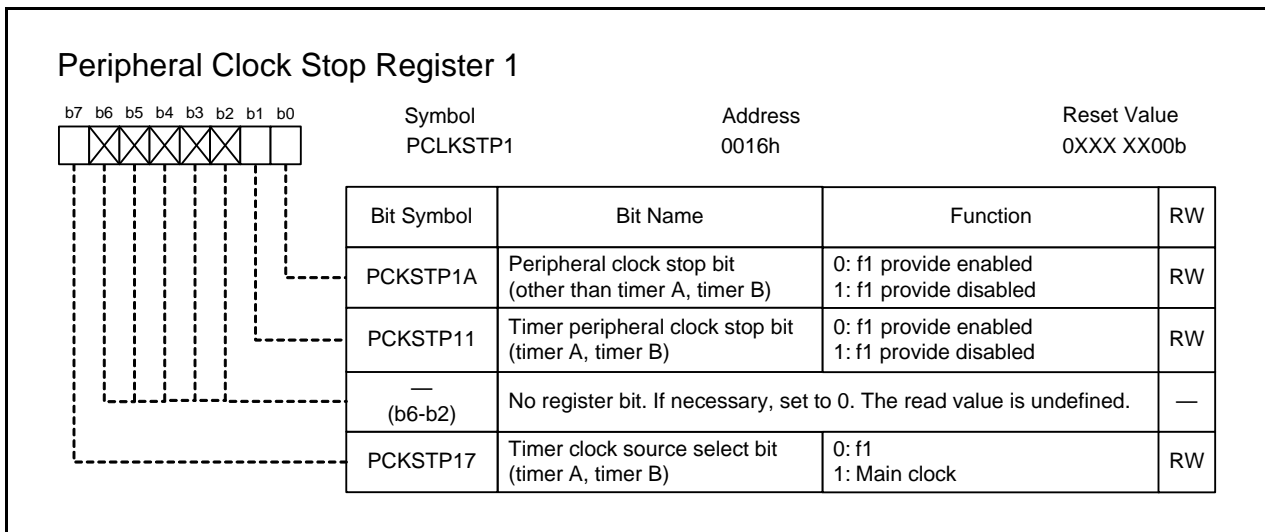 Peripheral Clock Stop Register 1
b7 b6 b5 b4 b3 b2 b1 b0
Symbol Address Reset Value
PCLKSTP1 0016h 0XXX XX00b
Bit Symbol Bit Name Function RW
PCKSTP1A Peripheral clock stop bit 0: f1 provide enabled RW
(other than timer A, timer B) 1: f1 provide disabled
PCKSTP11 Timer peripheral clock stop bit 0: f1 provide enabled RW
(timer A, timer B) 1: f1 provide disabled
— No register bit. If necessary, set to 0. The read value is undefined. —
(b6-b2)
PCKSTP17 Timer clock source select bit 0: f1 RW
(timer A, timer B) 1: Main clock